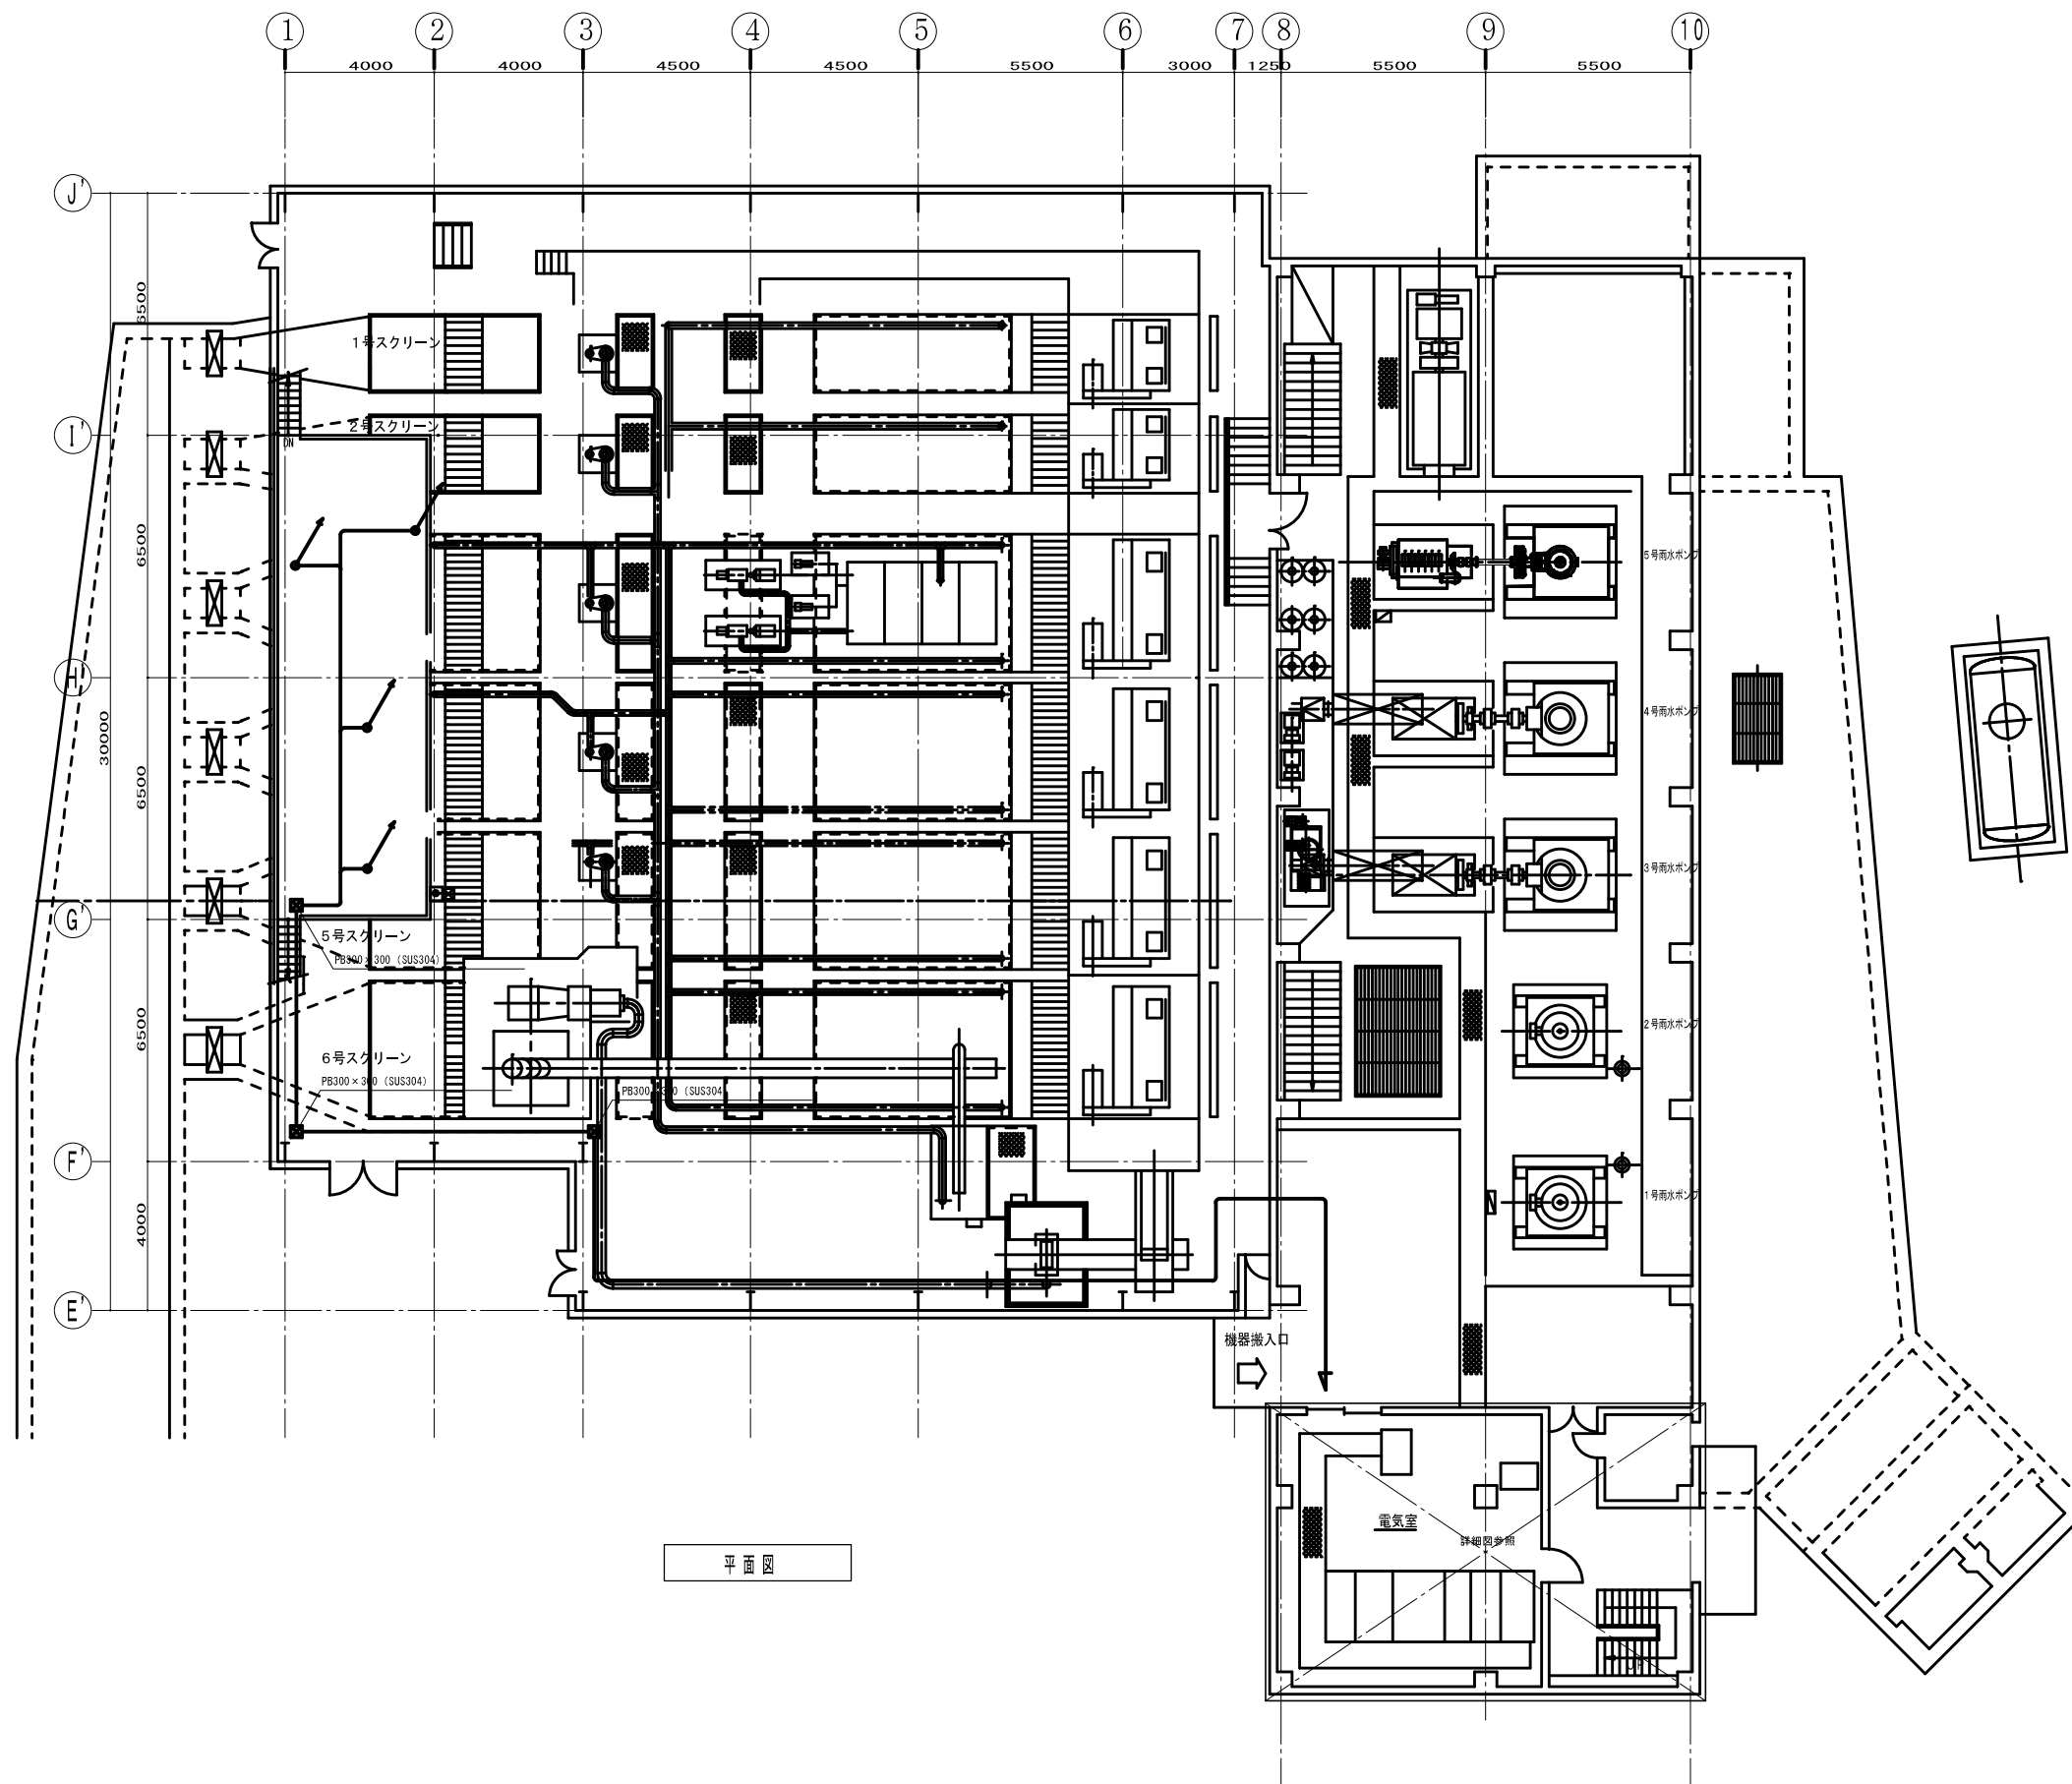 1 2 3 4 5 6 7 8 9 10
4000 4000 4500 4500 5500 3000 1250 5500 5500
J'
6500
1号スクリーン
I'
2号スクリーン
DN
6500
5号雨水ポンプ
H'
4号雨水ポンプ
30000
6500
3号雨水ポンプ
G'
5号スクリーン
PB300×300 (SUS304)
2号雨水ポンプ
6500
6号スクリーン
PB300×300 (SUS304)
PB300×300 (SUS304)
F'
1号雨水ポンプ
4000
E'
機器搬入口
電気室
詳細図参照
平面図
UP